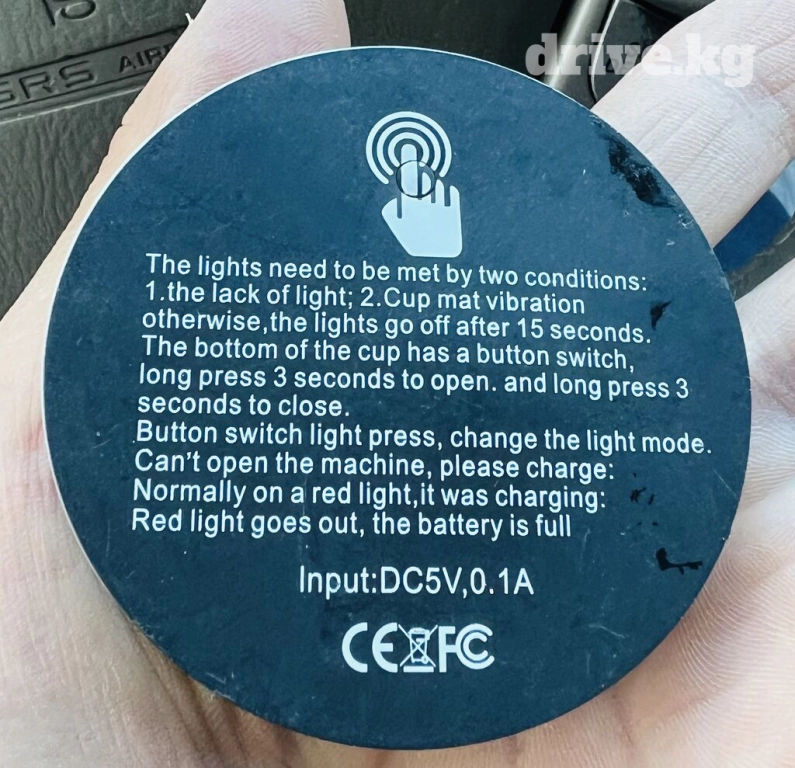 drive.kg
SRS AIR
The lights need to be met by two conditions:
1.the lack of light; 2.Cup mat vibration
otherwise,the lights go off after 15 seconds.
The bottom of the cup has a button switch,
long press 3 seconds to open. and long press 3
seconds to close.
Button switch light press, change the light mode.
Can't open the machine, please charge:
Normally on a red light,it was charging:
Red light goes out, the battery is full
Input:DC5V,0.1A
CE FC